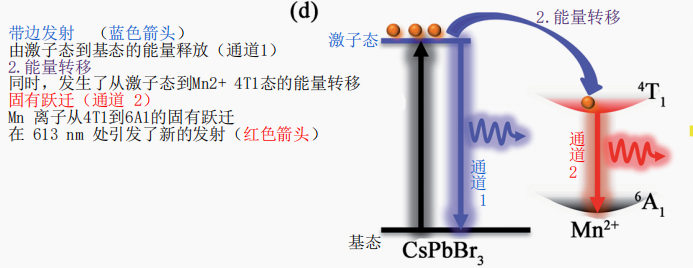 带边发射 （蓝色箭头）
由激子态到基态的能量释放（通道1）
2.能量转移
同时，发生了从激子态到Mn2+ 4T1态的能量转移
固有跃迁（通道 2）
Mn 离子从4T1到6A1的固有跃迁
在 613 nm 处引发了新的发射（红色箭头）
(d)
2.能量转移
激子态
通道 1
基态
CsPbBr₃
⁴T₁
通道 2
⁶A₁
Mn²⁺